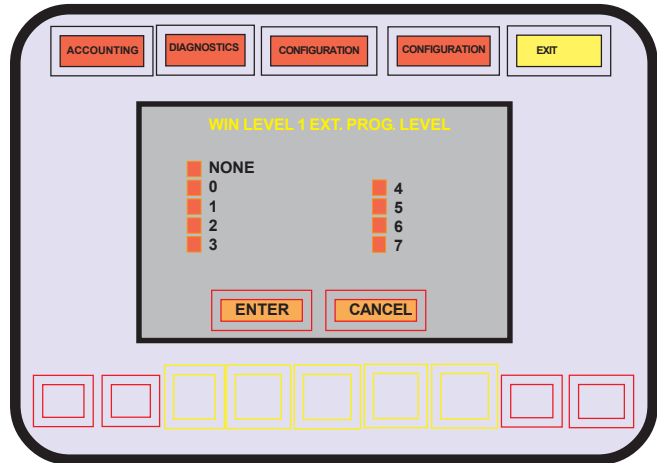 ACCOUNTING DIAGNOSTICS CONFIGURATION CONFIGURATION EXIT
WIN LEVEL 1 EXT. PROG. LEVEL
NONE
0 4
1 5
2 6
3 7
ENTER CANCEL